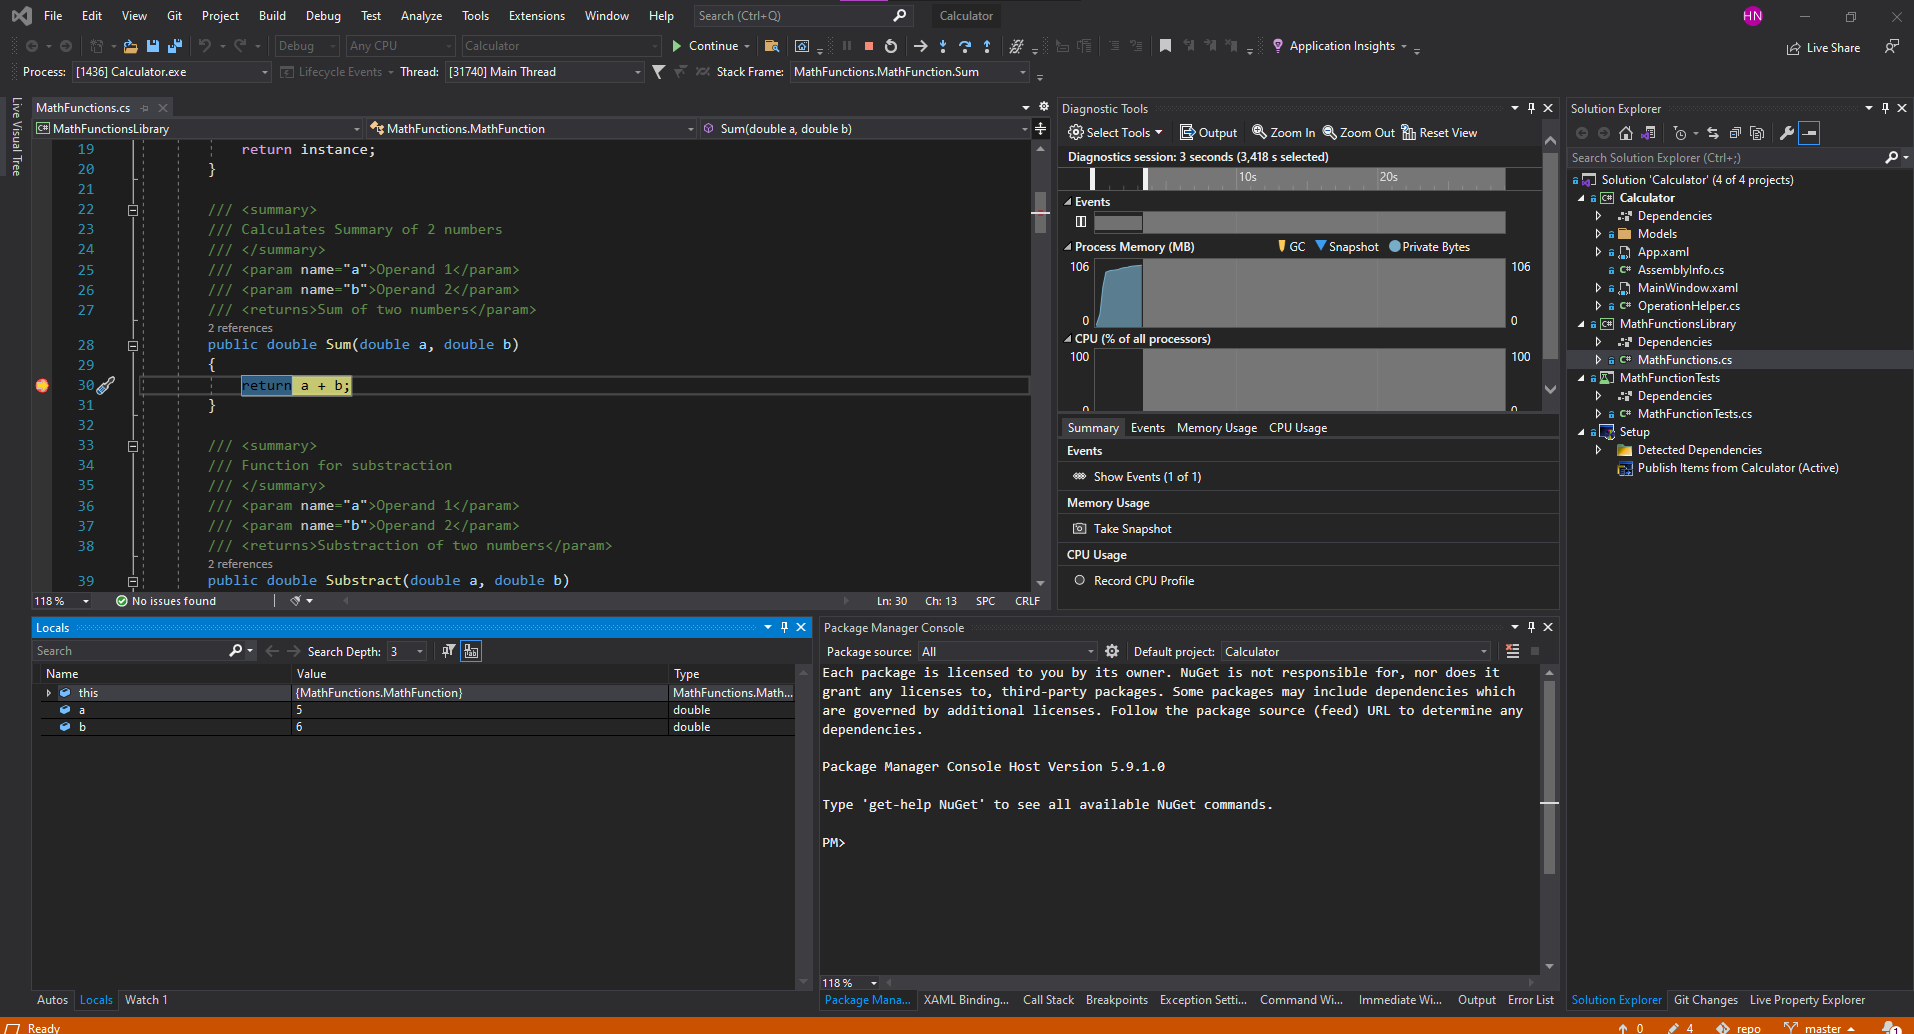 File Edit View Git Project Build Debug Test Analyze Tools Extensions Window Help Search (Ctrl+Q) Calculator HN
Debug Any CPU Calculator Continue Application Insights Live Share
Process: [1436] Calculator.exe Lifecycle Events Thread: [31740] Main Thread Stack Frame: MathFunctions.MathFunction.Sum
Live Visual Tree
MathFunctions.cs
MathFunctionsLibrary MathFunctions.MathFunction Sum(double a, double b)
19 return instance;
20 }
21
22 /// <summary>
23 /// Calculates Summary of 2 numbers
24 /// </summary>
25 /// <param name="a">Operand 1</param>
26 /// <param name="b">Operand 2</param>
27 /// <returns>Sum of two numbers</param>
2 references
28 public double Sum(double a, double b)
29 {
30 return a + b;
31 }
32
33 /// <summary>
34 /// Function for substraction
35 /// </summary>
36 /// <param name="a">Operand 1</param>
37 /// <param name="b">Operand 2</param>
38 /// <returns>Substraction of two numbers</param>
2 references
39 public double Substract(double a, double b)
118 % No issues found Ln: 30 Ch: 13 SPC CRLF
Diagnostic Tools
Select Tools Output Zoom In Zoom Out Reset View
Diagnostics session: 3 seconds (3,418 s selected)
10s 20s
Events
Process Memory (MB) GC Snapshot Private Bytes
106 106
0 0
CPU (% of all processors)
100 100
0 0
Summary Events Memory Usage CPU Usage
Events
Show Events (1 of 1)
Memory Usage
Take Snapshot
CPU Usage
Record CPU Profile
Solution Explorer
Search Solution Explorer (Ctrl+;)
Solution 'Calculator' (4 of 4 projects)
C# Calculator
Dependencies
Models
App.xaml
C# AssemblyInfo.cs
MainWindow.xaml
C# OperationHelper.cs
C# MathFunctionsLibrary
Dependencies
C# MathFunctions.cs
MathFunctionTests
Dependencies
C# MathFunctionTests.cs
Setup
Detected Dependencies
Publish Items from Calculator (Active)
Locals
Search Search Depth: 3
Name Value Type
this {MathFunctions.MathFunction} MathFunctions.Math...
a 5 double
b 6 double
Autos Locals Watch 1
Package Manager Console
Package source: All Default project: Calculator
Each package is licensed to you by its owner. NuGet is not responsible for, nor does it
grant any licenses to, third-party packages. Some packages may include dependencies which
are governed by additional licenses. Follow the package source (feed) URL to determine any
dependencies.
Package Manager Console Host Version 5.9.1.0
Type 'get-help NuGet' to see all available NuGet commands.
PM>
118 %
Package Mana... XAML Binding... Call Stack Breakpoints Exception Setti... Command Wi... Immediate Wi... Output Error List
Solution Explorer Git Changes Live Property Explorer
Ready 0 4 repo master 1